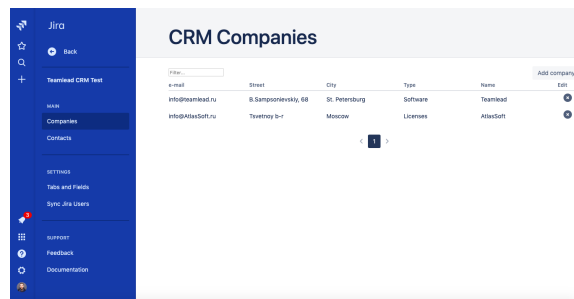 Jira
Back
Teamlead CRM Test
MAIN
Companies
Contacts
SETTINGS
Tabs and Fields
Sync Jira Users
3
SUPPORT
Feedback
Documentation
CRM Companies
Filter...
Add company
e-mail Street City Type Name Edit
info@teamlead.ru B.Sampsonievskiy, 68 St. Petersburg Software Teamlead
info@AtlasSoft.ru Tsvetnoy b-r Moscow Licenses AtlasSoft
< 1 >